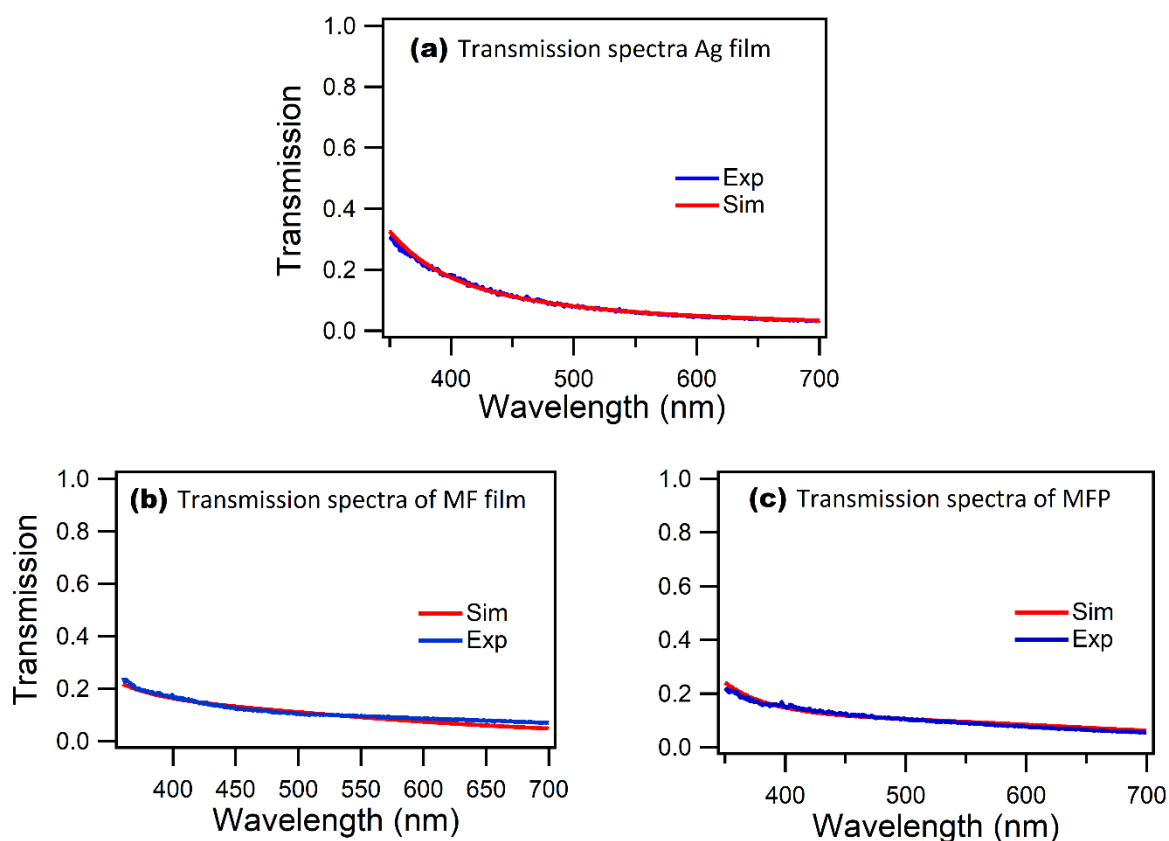 (a) Transmission spectra Ag film
Transmission
1.0
0.8
0.6
0.4
0.2
0.0
Exp
Sim
400 500 600 700
Wavelength (nm)
(b) Transmission spectra of MF film
Transmission
1.0
0.8
0.6
0.4
0.2
0.0
Sim
Exp
400 450 500 550 600 650 700
Wavelength (nm)
(c) Transmission spectra of MFP
Transmission
1.0
0.8
0.6
0.4
0.2
0.0
Sim
Exp
400 500 600 700
Wavelength (nm)